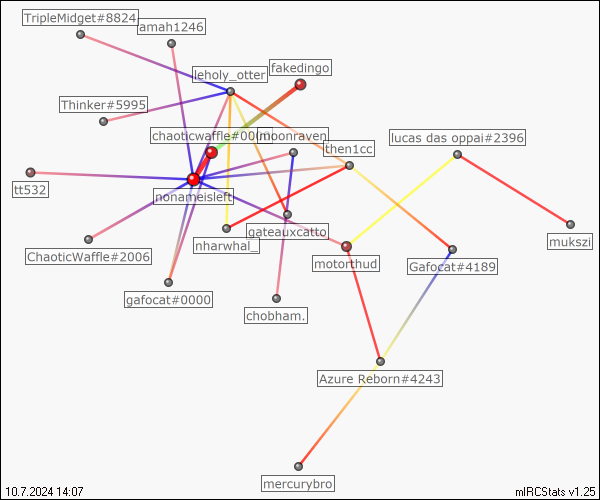 TripleMidget#8824
amah1246
leholy_otter
fakedingo
Thinker#5995
chaoticwaffle#00
moonraven
then1cc
lucas das oppai#2396
tt532
nonameisleft
nharwhal_
gateauxcatto
mukszi
ChaoticWaffle#2006
motorthud
Gafocat#4189
gafocat#0000
chobham.
Azure Reborn#4243
mercurybro
10.7.2024 14:07
mIRCStats v1.25